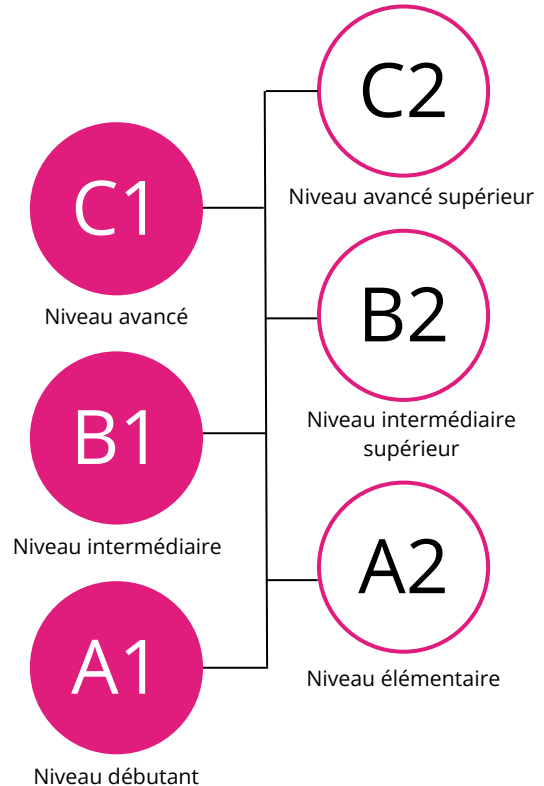 C2
Niveau avancé supérieur
C1
Niveau avancé
B2
Niveau intermédiaire
supérieur
B1
Niveau intermédiaire
A2
Niveau élémentaire
A1
Niveau débutant